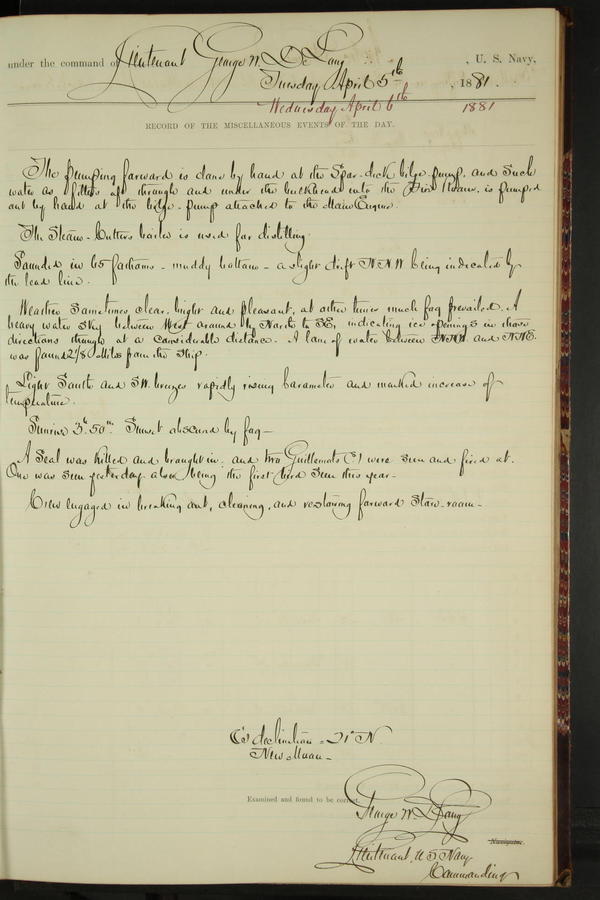 under the command of Lieutenant George W. De Long , U. S. Navy,
Tuesday April 5th , 1881.
Wednesday April 6th 1881
RECORD OF THE MISCELLANEOUS EVENTS OF THE DAY.
The pumping forward is done by hand at the Spar-deck bilge-pump, and such
water as filters aft through and under the bulkhead into the Fire Room, is pumped
out by hand at the bilge-pump attached to the Main Engine.
The Steam-Cutters boiler is used for distilling.
Sounded in 65 fathoms - muddy bottom - a slight drift N.N.W being indicated by
the lead line.
Weather sometimes clear, bright and pleasant, at other times much fog prevailed. A
heavy water sky between West around by North to SE, indicating ice openings in those
directions though at a considerable distance. A lane of water between NNW and NNE.
was found 2 1/8 miles from the ship.
Light South and SW. breezes rapidly rising barometer and marked increase of
temperature.
Sunrise 3h. 50m. Sunset obscured by fog -
A Seal was killed and brought in, and two Guillemots (?) were seen and fired at.
One was seen yesterday also, being the first bird seen this year -
Crew engaged in breaking out, cleaning, and restowing forward store-room -
☾'s declination = 21° N.
New Moon -
Examined and found to be correct.
George W. De Long
Navigator.
Lieutenant, U S Navy
Commanding